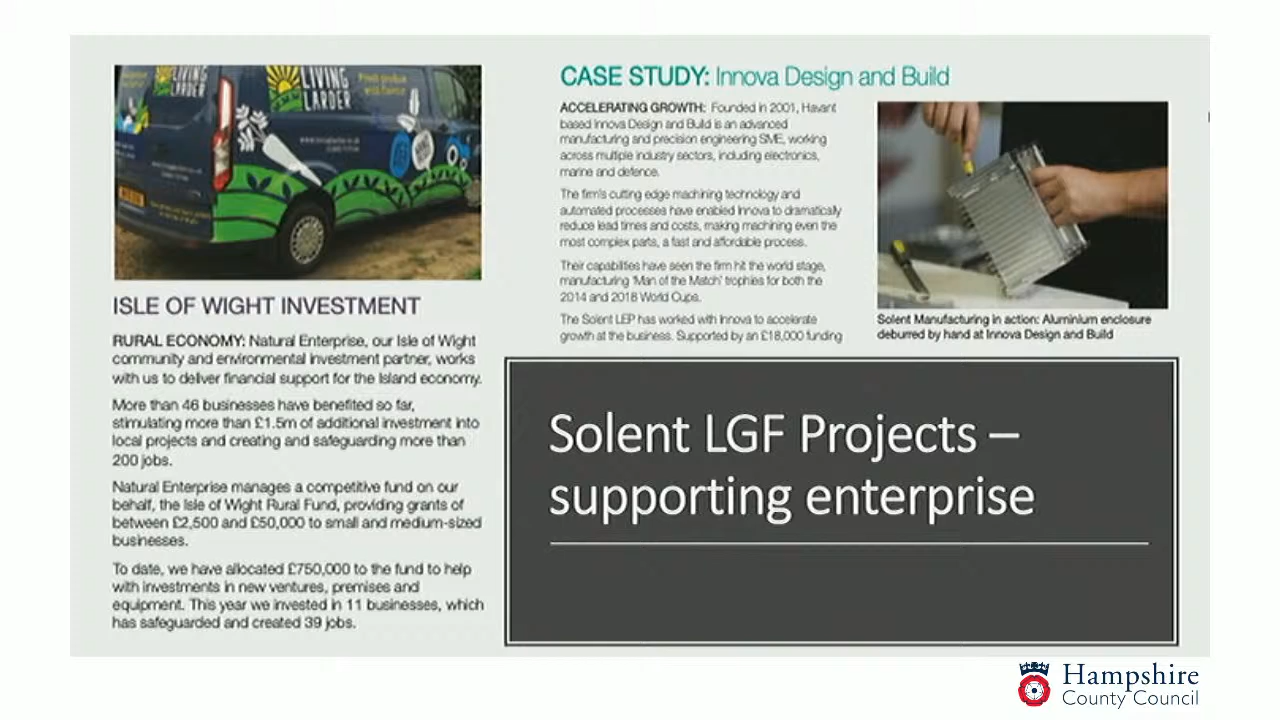 LIVING
LARDER
LIVING
LARDER
ISLE OF WIGHT INVESTMENT
RURAL ECONOMY: Natural Enterprise, our Isle of Wight
community and environmental investment partner, works
with us to deliver financial support for the Island economy.
More than 46 businesses have benefited so far,
stimulating more than £1.5m of additional investment into
local projects and creating and safeguarding more than
200 jobs.
Natural Enterprise manages a competitive fund on our
behalf, the Isle of Wight Rural Fund, providing grants of
between £2,500 and £50,000 to small and medium-sized
businesses.
To date, we have allocated £750,000 to the fund to help
with investments in new ventures, premises and
equipment. This year we invested in 11 businesses, which
has safeguarded and created 39 jobs.
CASE STUDY: Innova Design and Build
ACCELERATING GROWTH: Founded in 2001, Havant
based Innova Design and Build is an advanced
manufacturing and precision engineering SME, working
across multiple industry sectors, including electronics,
marine and defence.
The firm's cutting edge machining technology and
automated processes have enabled Innova to dramatically
reduce lead times and costs, making machining even the
most complex parts, a fast and affordable process.
Their capabilities have seen the firm hit the world stage,
manufacturing 'Man of the Match' trophies for both the
2014 and 2018 World Cups.
The Solent LEP has worked with Innova to accelerate
growth at the business. Supported by an £18,000 funding
Solent Manufacturing in action: Aluminium enclosure
deburred by hand at Innova Design and Build
Solent LGF Projects –
supporting enterprise
Hampshire
County Council